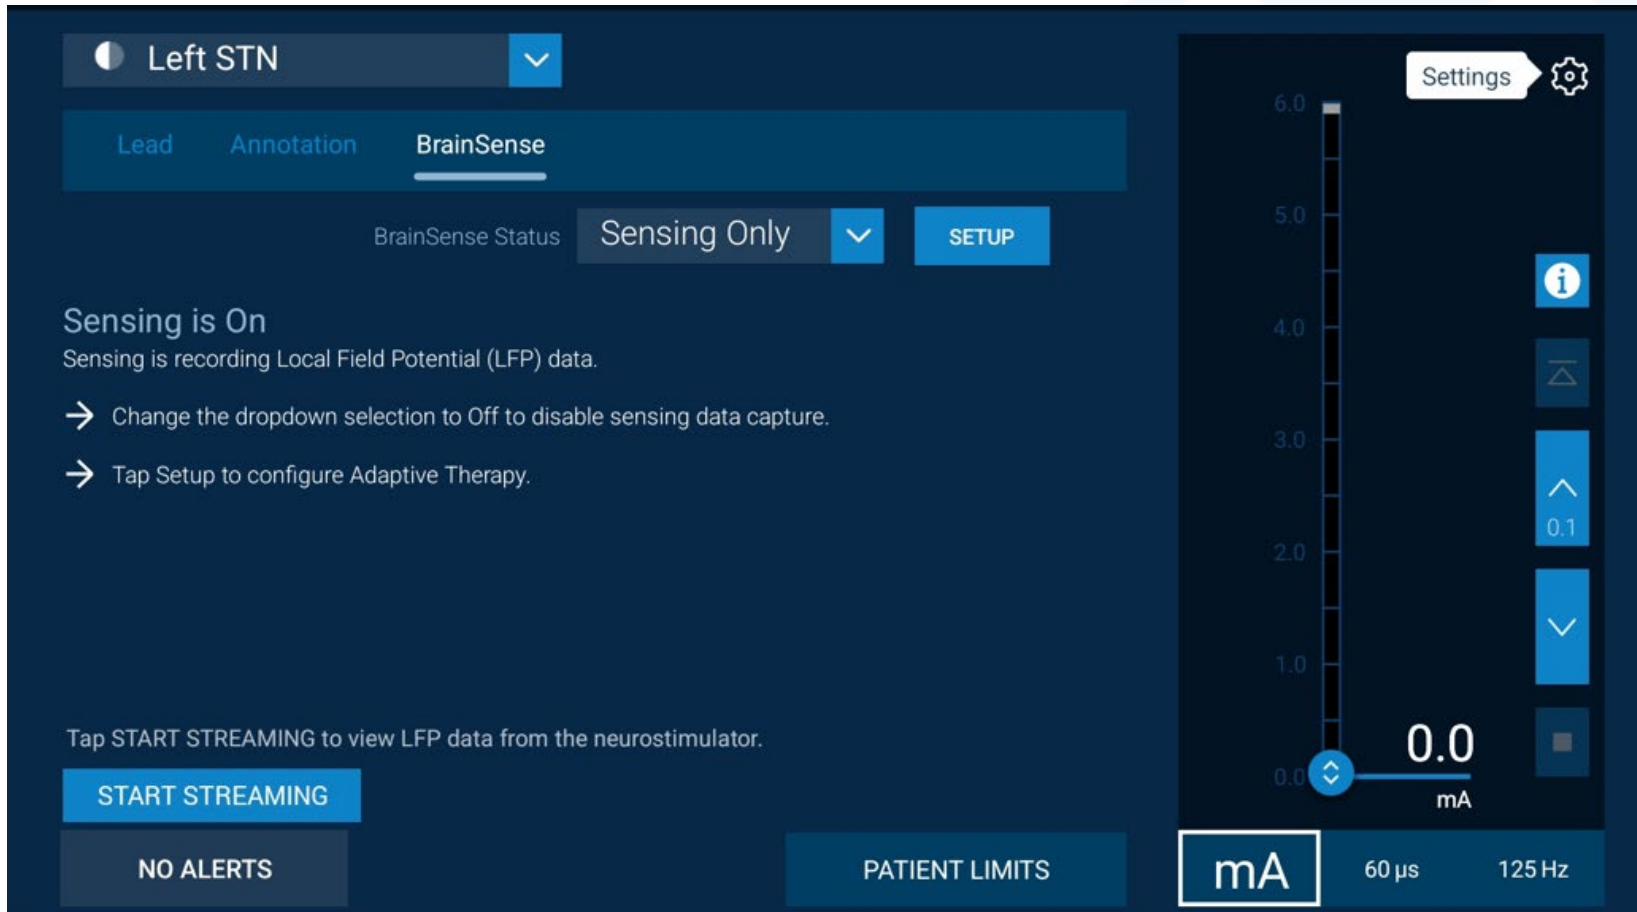 Left STN
Lead Annotation BrainSense
BrainSense Status Sensing Only SETUP
Sensing is On
Sensing is recording Local Field Potential (LFP) data.
Change the dropdown selection to Off to disable sensing data capture.
Tap Setup to configure Adaptive Therapy.
Tap START STREAMING to view LFP data from the neurostimulator.
START STREAMING
NO ALERTS
PATIENT LIMITS
Settings
6.0
5.0
4.0
3.0
2.0
1.0
0.0
i
0.1
0.0
mA
mA 60 µs 125 Hz